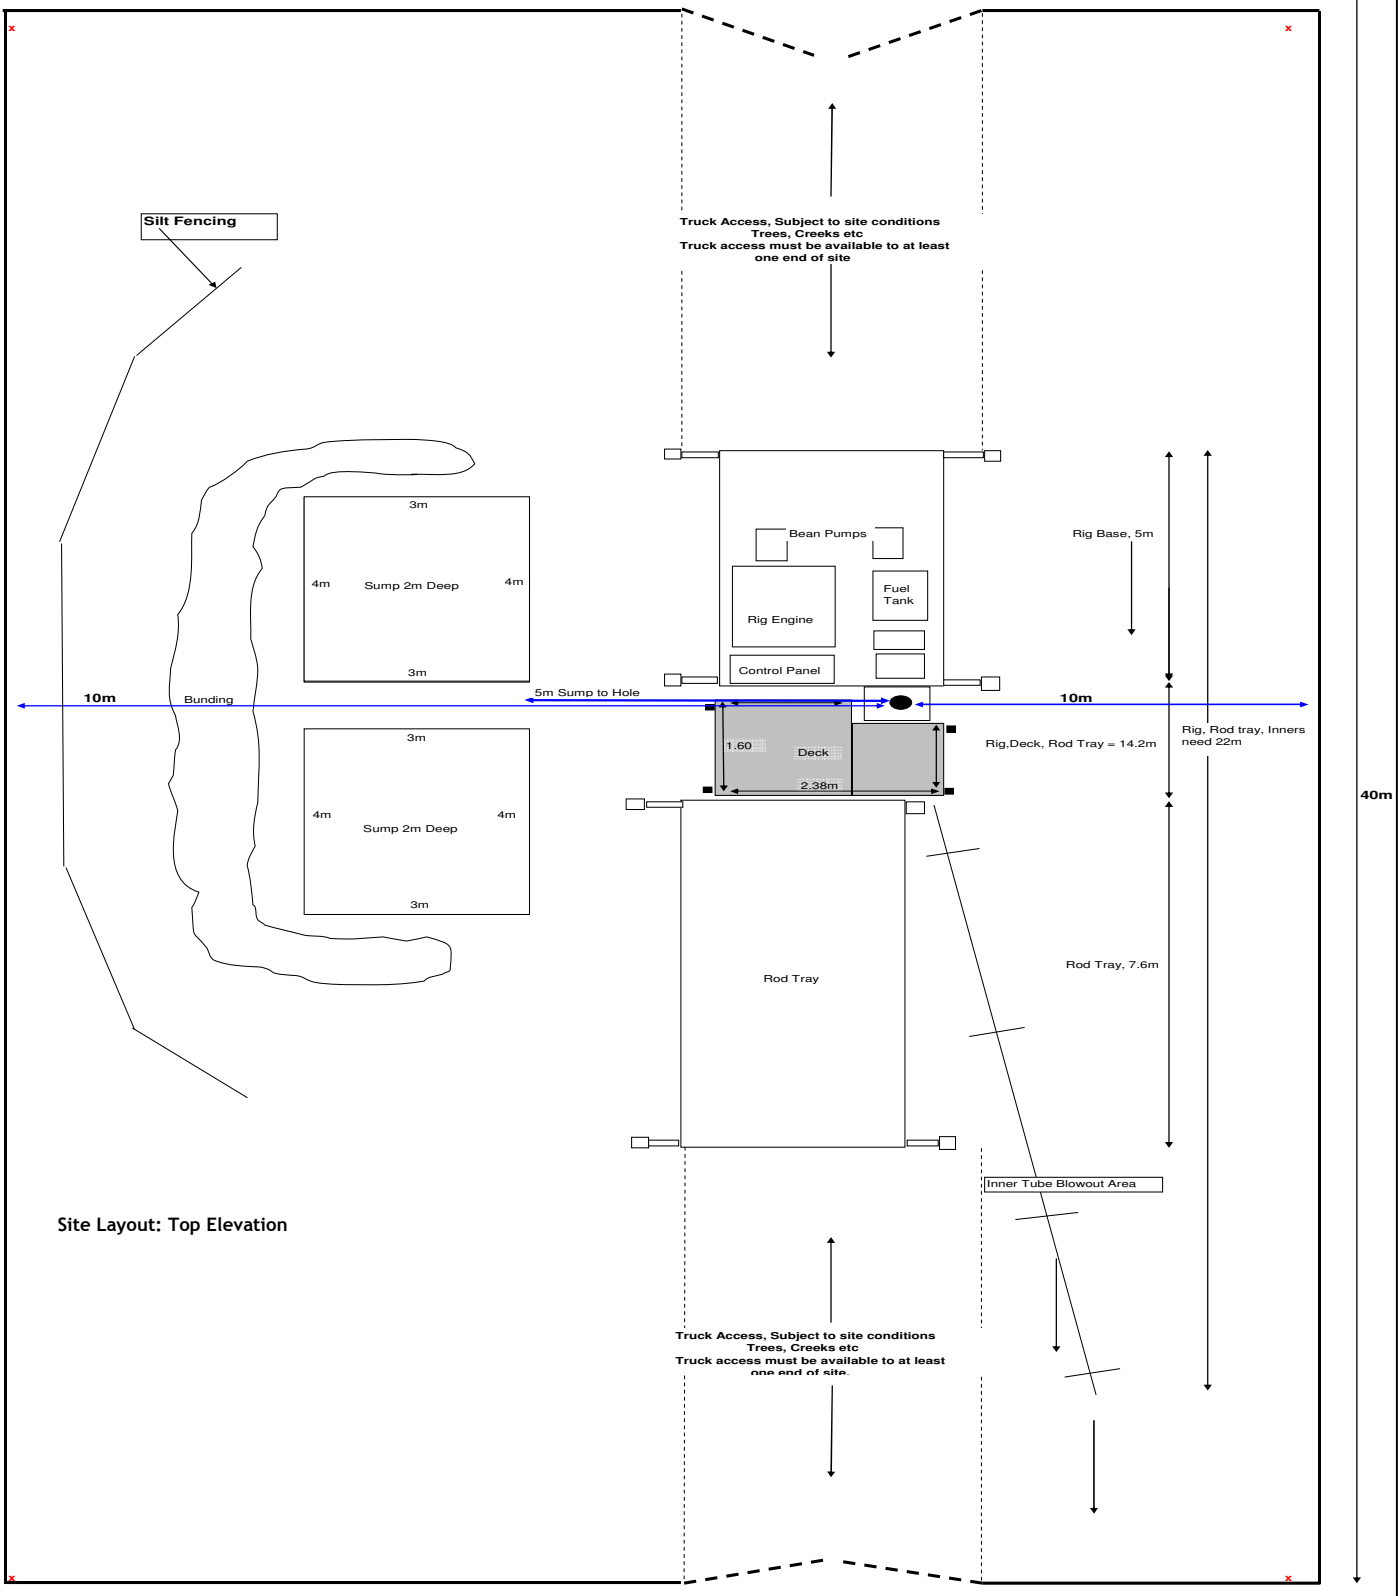 x
x
Silt Fencing
Truck Access, Subject to site conditions
Trees, Creeks etc
Truck access must be available to at least
one end of site
3m
4m
Sump 2m Deep
4m
3m
Bean Pumps
Rig Engine
Fuel
Tank
Control Panel
Rig Base, 5m
10m
Bunding
5m Sump to Hole
10m
3m
4m
Sump 2m Deep
4m
3m
1.60
Deck
2.38m
Rig,Deck, Rod Tray = 14.2m
Rig, Rod tray, Inners
need 22m
40m
Rod Tray
Rod Tray, 7.6m
Inner Tube Blowout Area
Site Layout: Top Elevation
Truck Access, Subject to site conditions
Trees, Creeks etc
Truck access must be available to at least
one end of site.
x
x